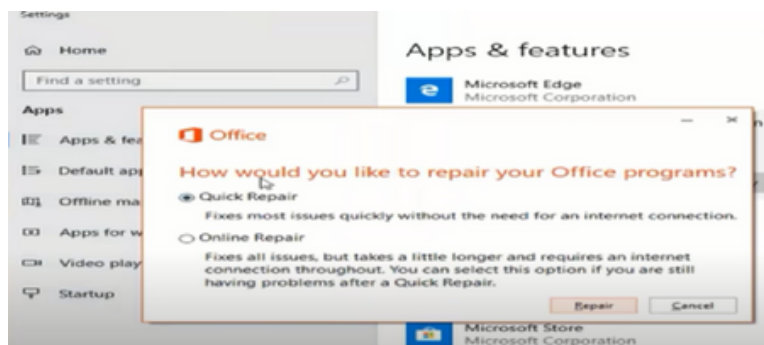 Settings
Home
Find a setting
Apps
Apps & fea
Default app
Offline ma
Apps for w
Video play
Startup
Apps & features
Microsoft Edge
Microsoft Corporation
Office
How would you like to repair your Office programs?
Quick Repair
Fixes most issues quickly without the need for an internet connection.
Online Repair
Fixes all issues, but takes a little longer and requires an internet
connection throughout. You can select this option if you are still
having problems after a Quick Repair.
Repair
Cancel
Microsoft Store
Microsoft Corporation